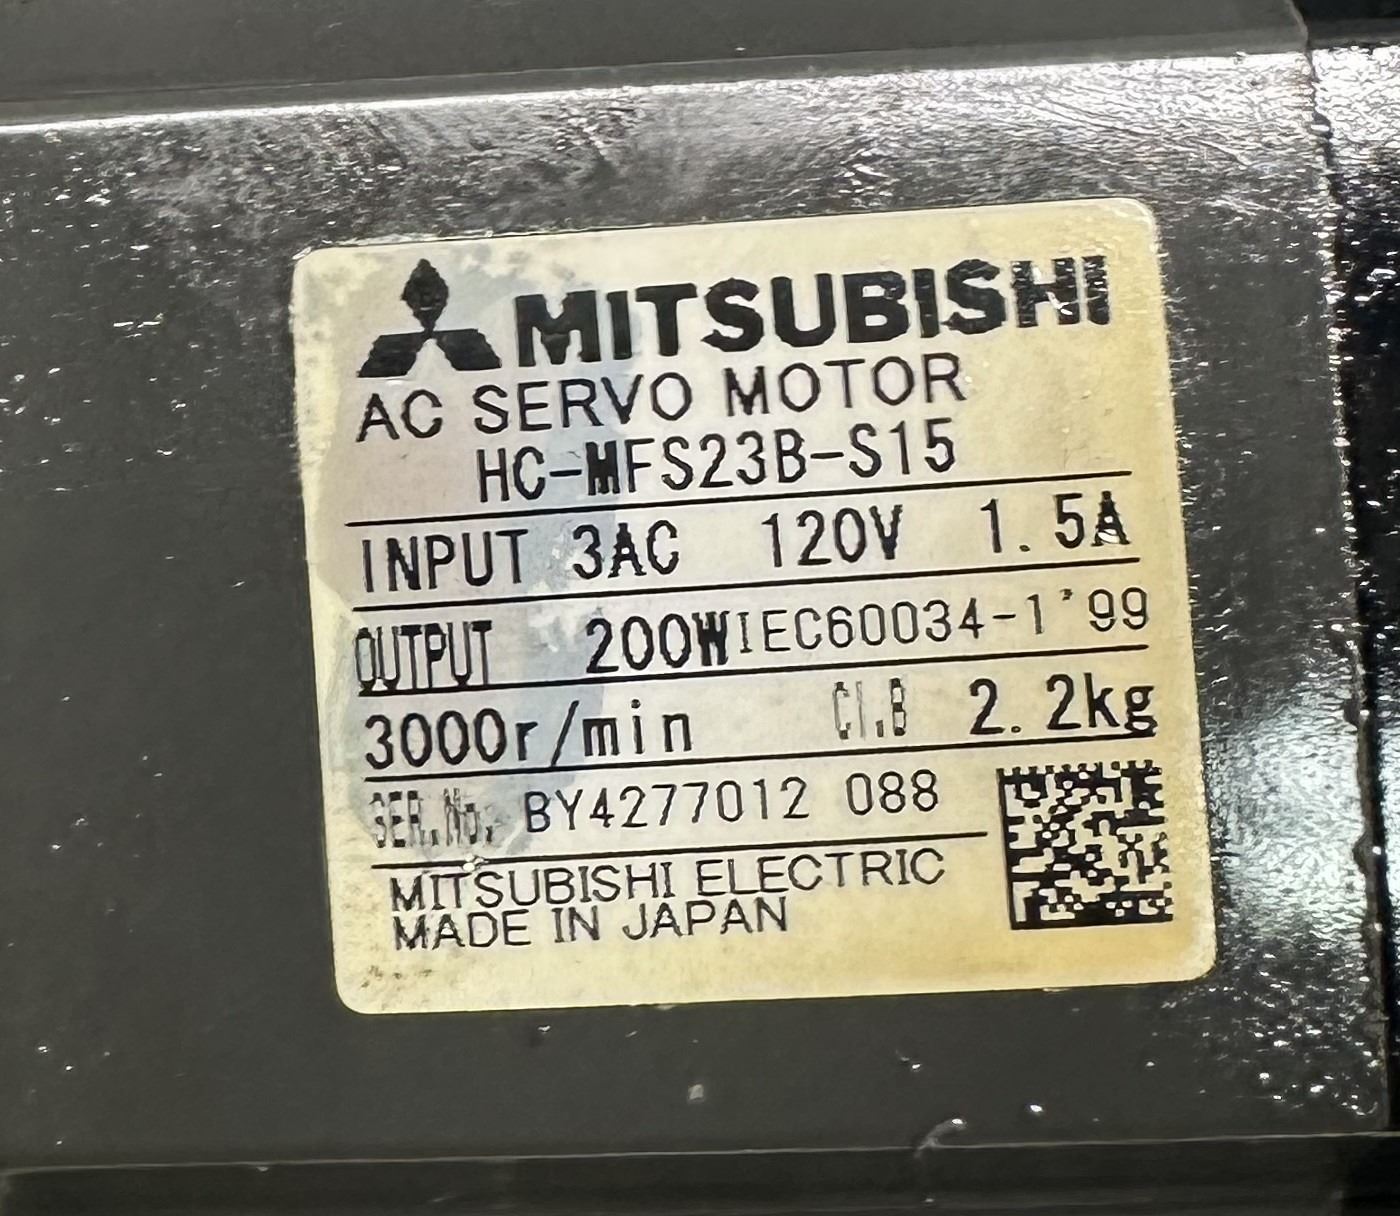 MITSUBISHI
AC SERVO MOTOR
HC-MFS23B-S15
INPUT 3AC 120V 1.5A
OUTPUT 200W IEC60034-1'99
3000r/min CI.B 2.2kg
SER.No. BY4277012 088
MITSUBISHI ELECTRIC
MADE IN JAPAN